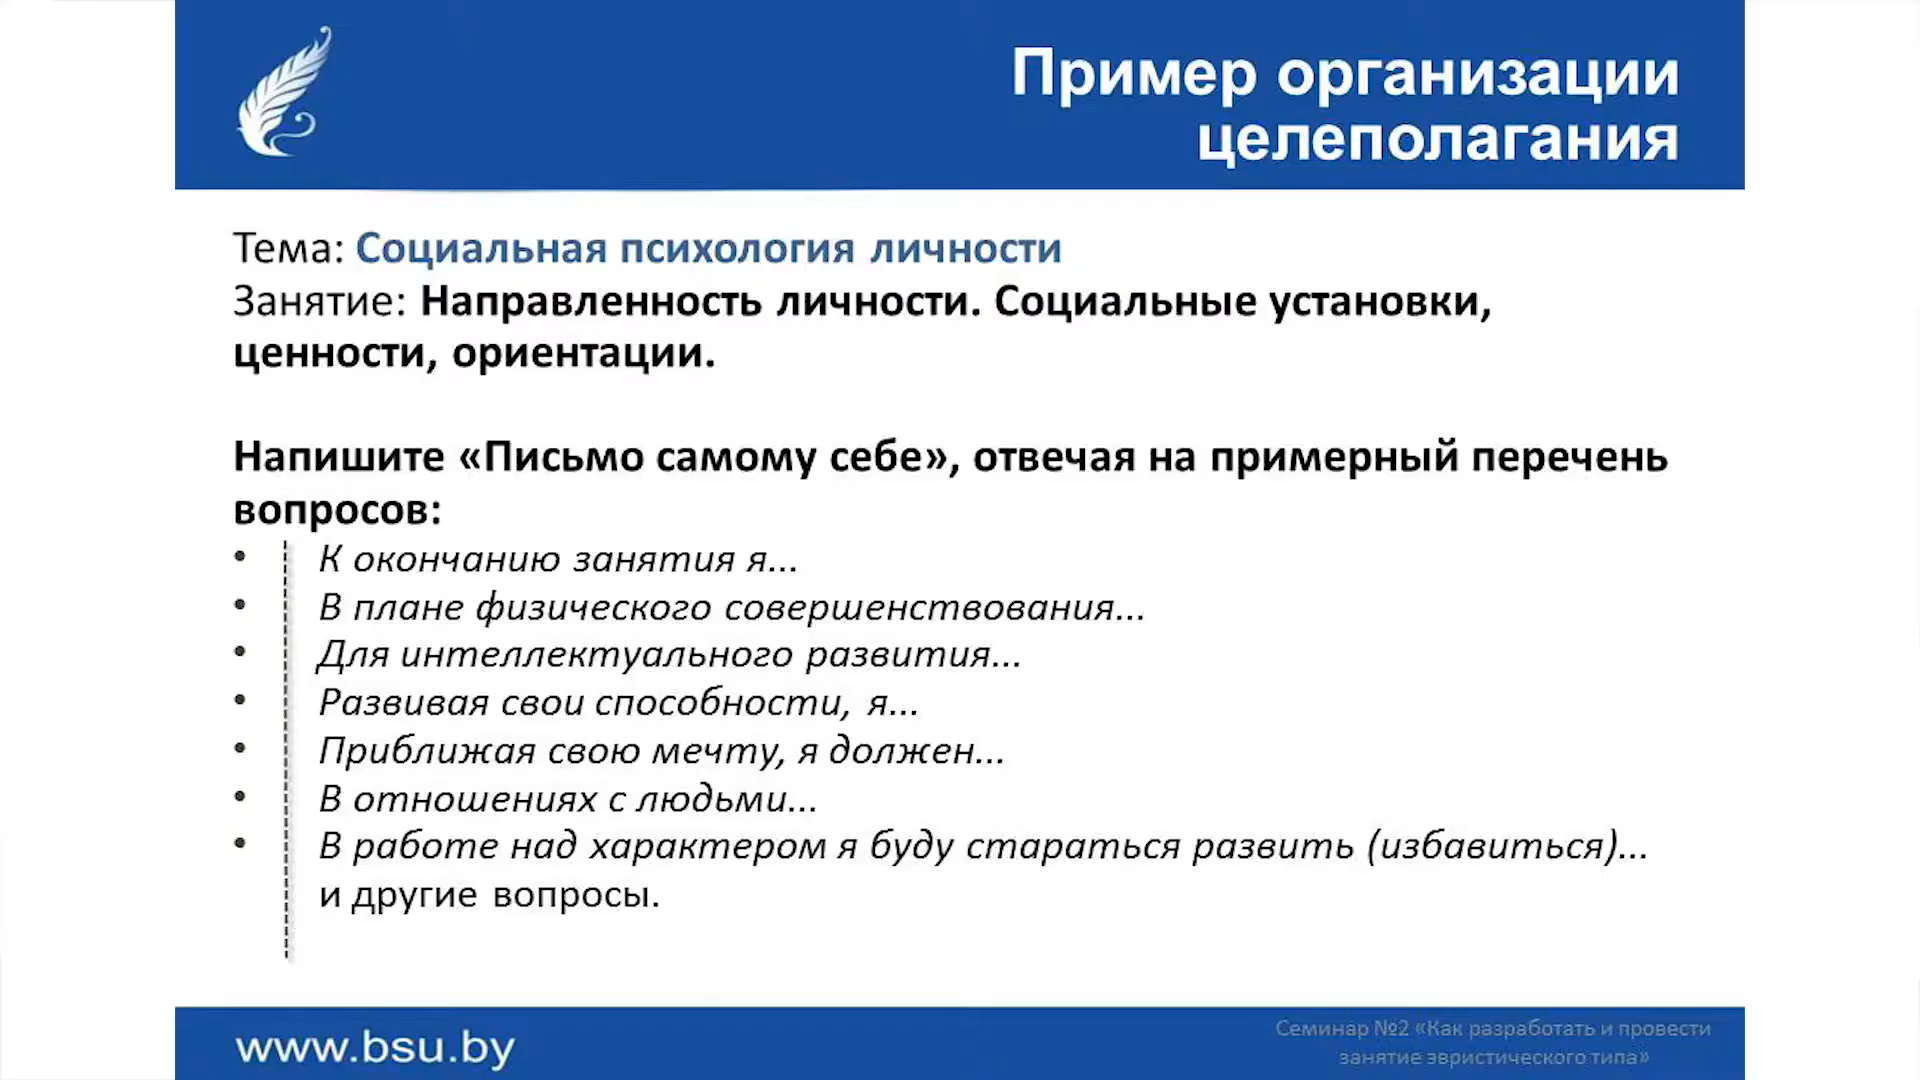 Пример организации
целеполагания
Тема: Социальная психология личности
Занятие: Направленность личности. Социальные установки,
ценности, ориентации.
Напишите «Письмо самому себе», отвечая на примерный перечень
вопросов:
• К окончанию занятия я...
• В плане физического совершенствования...
• Для интеллектуального развития...
• Развивая свои способности, я...
• Приближая свою мечту, я должен...
• В отношениях с людьми...
• В работе над характером я буду стараться развить (избавиться)...
и другие вопросы.
www.bsu.by
Семинар №2 «Как разработать и провести
занятие эвристического типа»